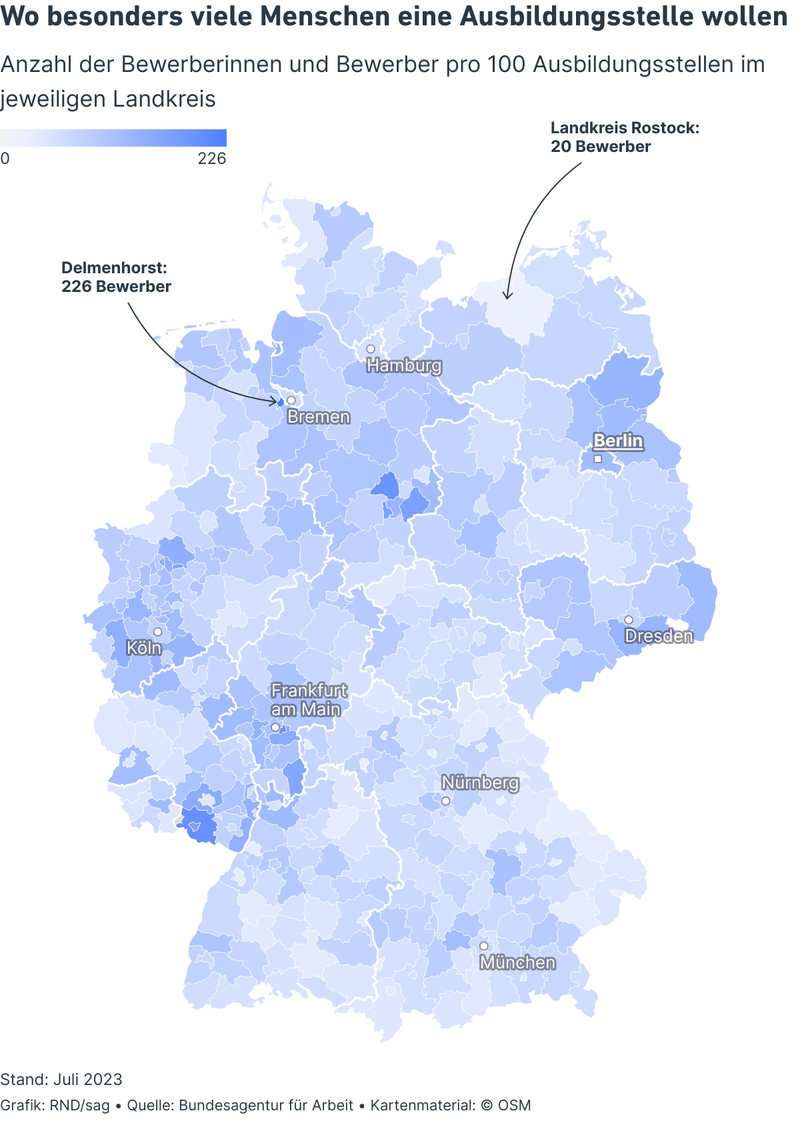 Wo besonders viele Menschen eine Ausbildungsstelle wollen
Anzahl der Bewerberinnen und Bewerber pro 100 Ausbildungsstellen im
jeweiligen Landkreis
0 226
Landkreis Rostock:
20 Bewerber
Delmenhorst:
226 Bewerber
Hamburg
Bremen
Berlin
Dresden
Köln
Frankfurt
am Main
Nürnberg
München
Stand: Juli 2023
Grafik: RND/sag • Quelle: Bundesagentur für Arbeit • Kartenmaterial: © OSM